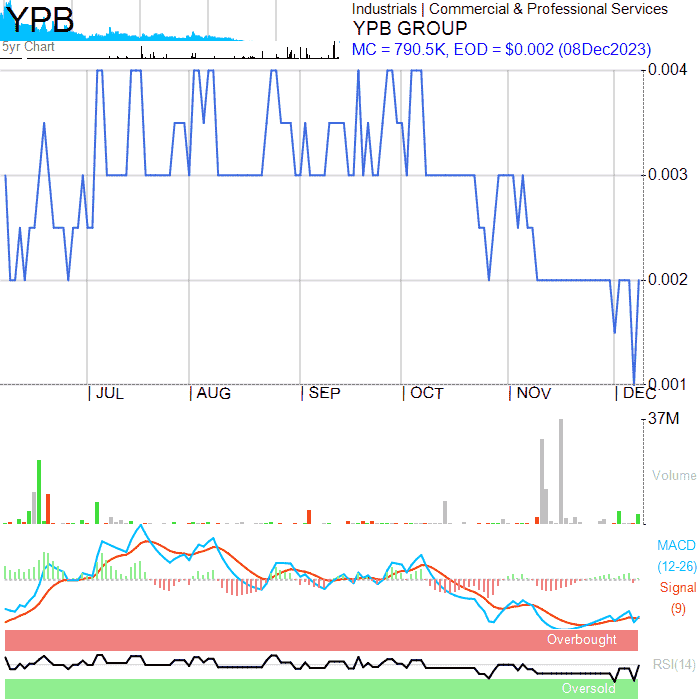 YPB
5yr Chart
Industrials | Commercial & Professional Services
YPB GROUP
MC = 790.5K, EOD = $0.002 (08Dec2023)
0.004
0.003
0.002
0.001
JUL AUG SEP OCT NOV DEC
37M
Volume
MACD
(12-26)
Signal
(9)
Overbought
RSI(14)
Oversold